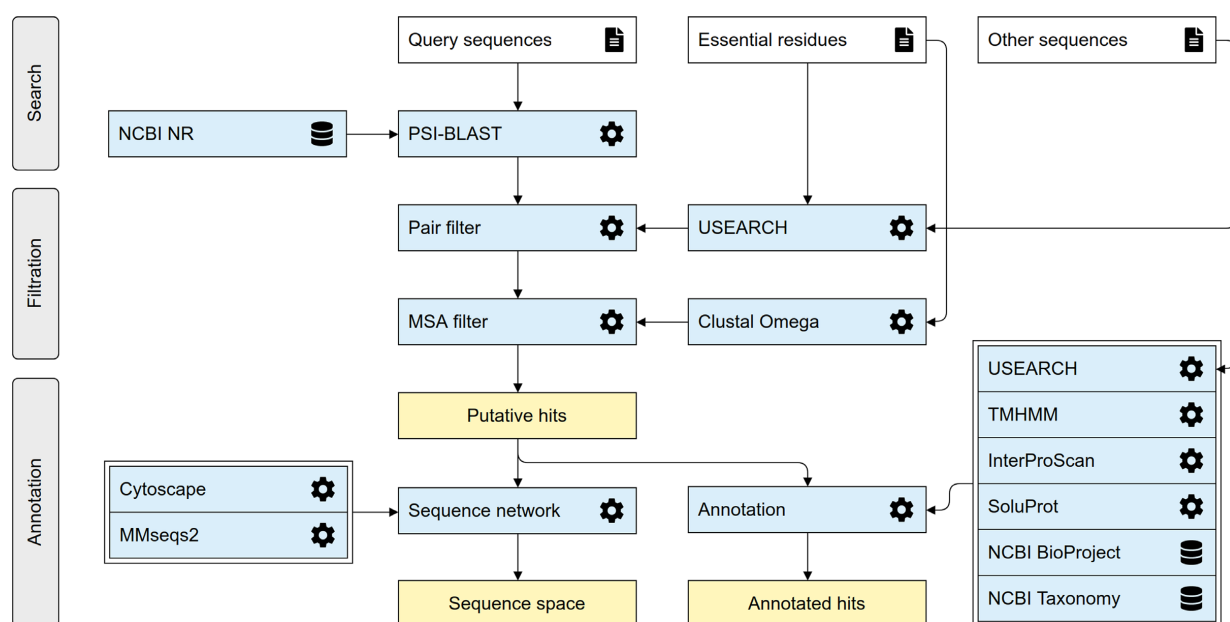 Search
Query sequences
Essential residues
Other sequences
NCBI NR
PSI-BLAST
Filtration
Pair filter
USEARCH
MSA filter
Clustal Omega
Annotation
Putative hits
USEARCH
TMHMM
InterProScan
SoluProt
NCBI BioProject
NCBI Taxonomy
Cytoscape
MMseqs2
Sequence network
Annotation
Sequence space
Annotated hits